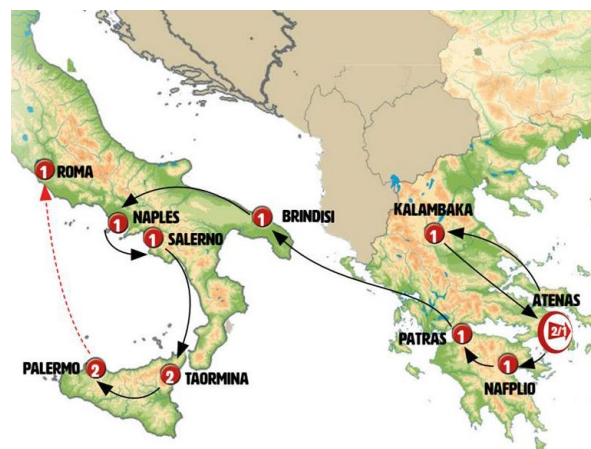 1 ROMA
1 NAPLES
1 SALERNO
1 BRINDISI
KALAMBAKA
1
ATENAS
2/1
PATRAS
1
1
NAFPLIO
PALERMO 2
2 TAORMINA